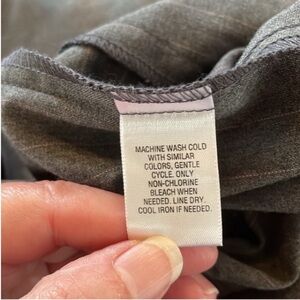 MACHINE WASH COLD
WITH SIMILAR
COLORS, GENTLE
CYCLE. ONLY
NON-CHLORINE
BLEACH WHEN
NEEDED. LINE DRY.
COOL IRON IF NEEDED.